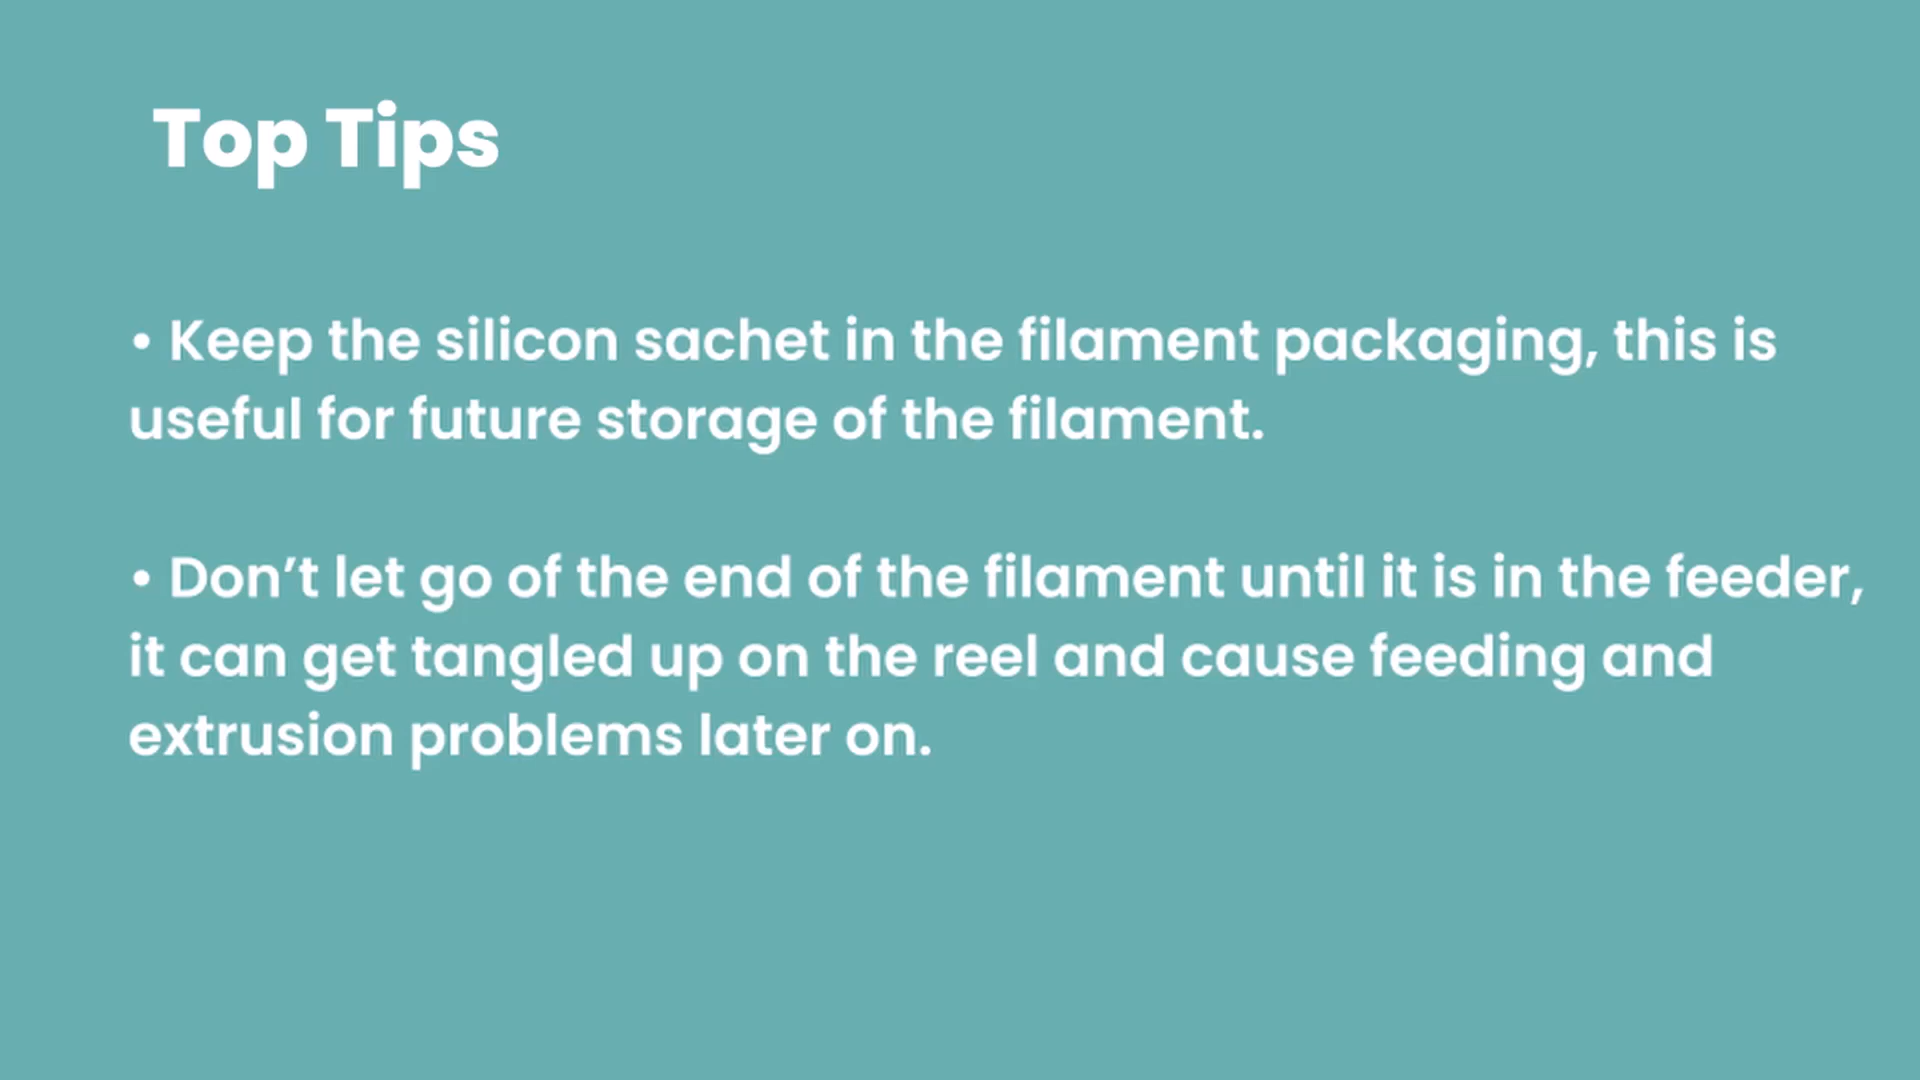 Top Tips
• Keep the silicon sachet in the filament packaging, this is
useful for future storage of the filament.
• Don’t let go of the end of the filament until it is in the feeder,
it can get tangled up on the reel and cause feeding and
extrusion problems later on.